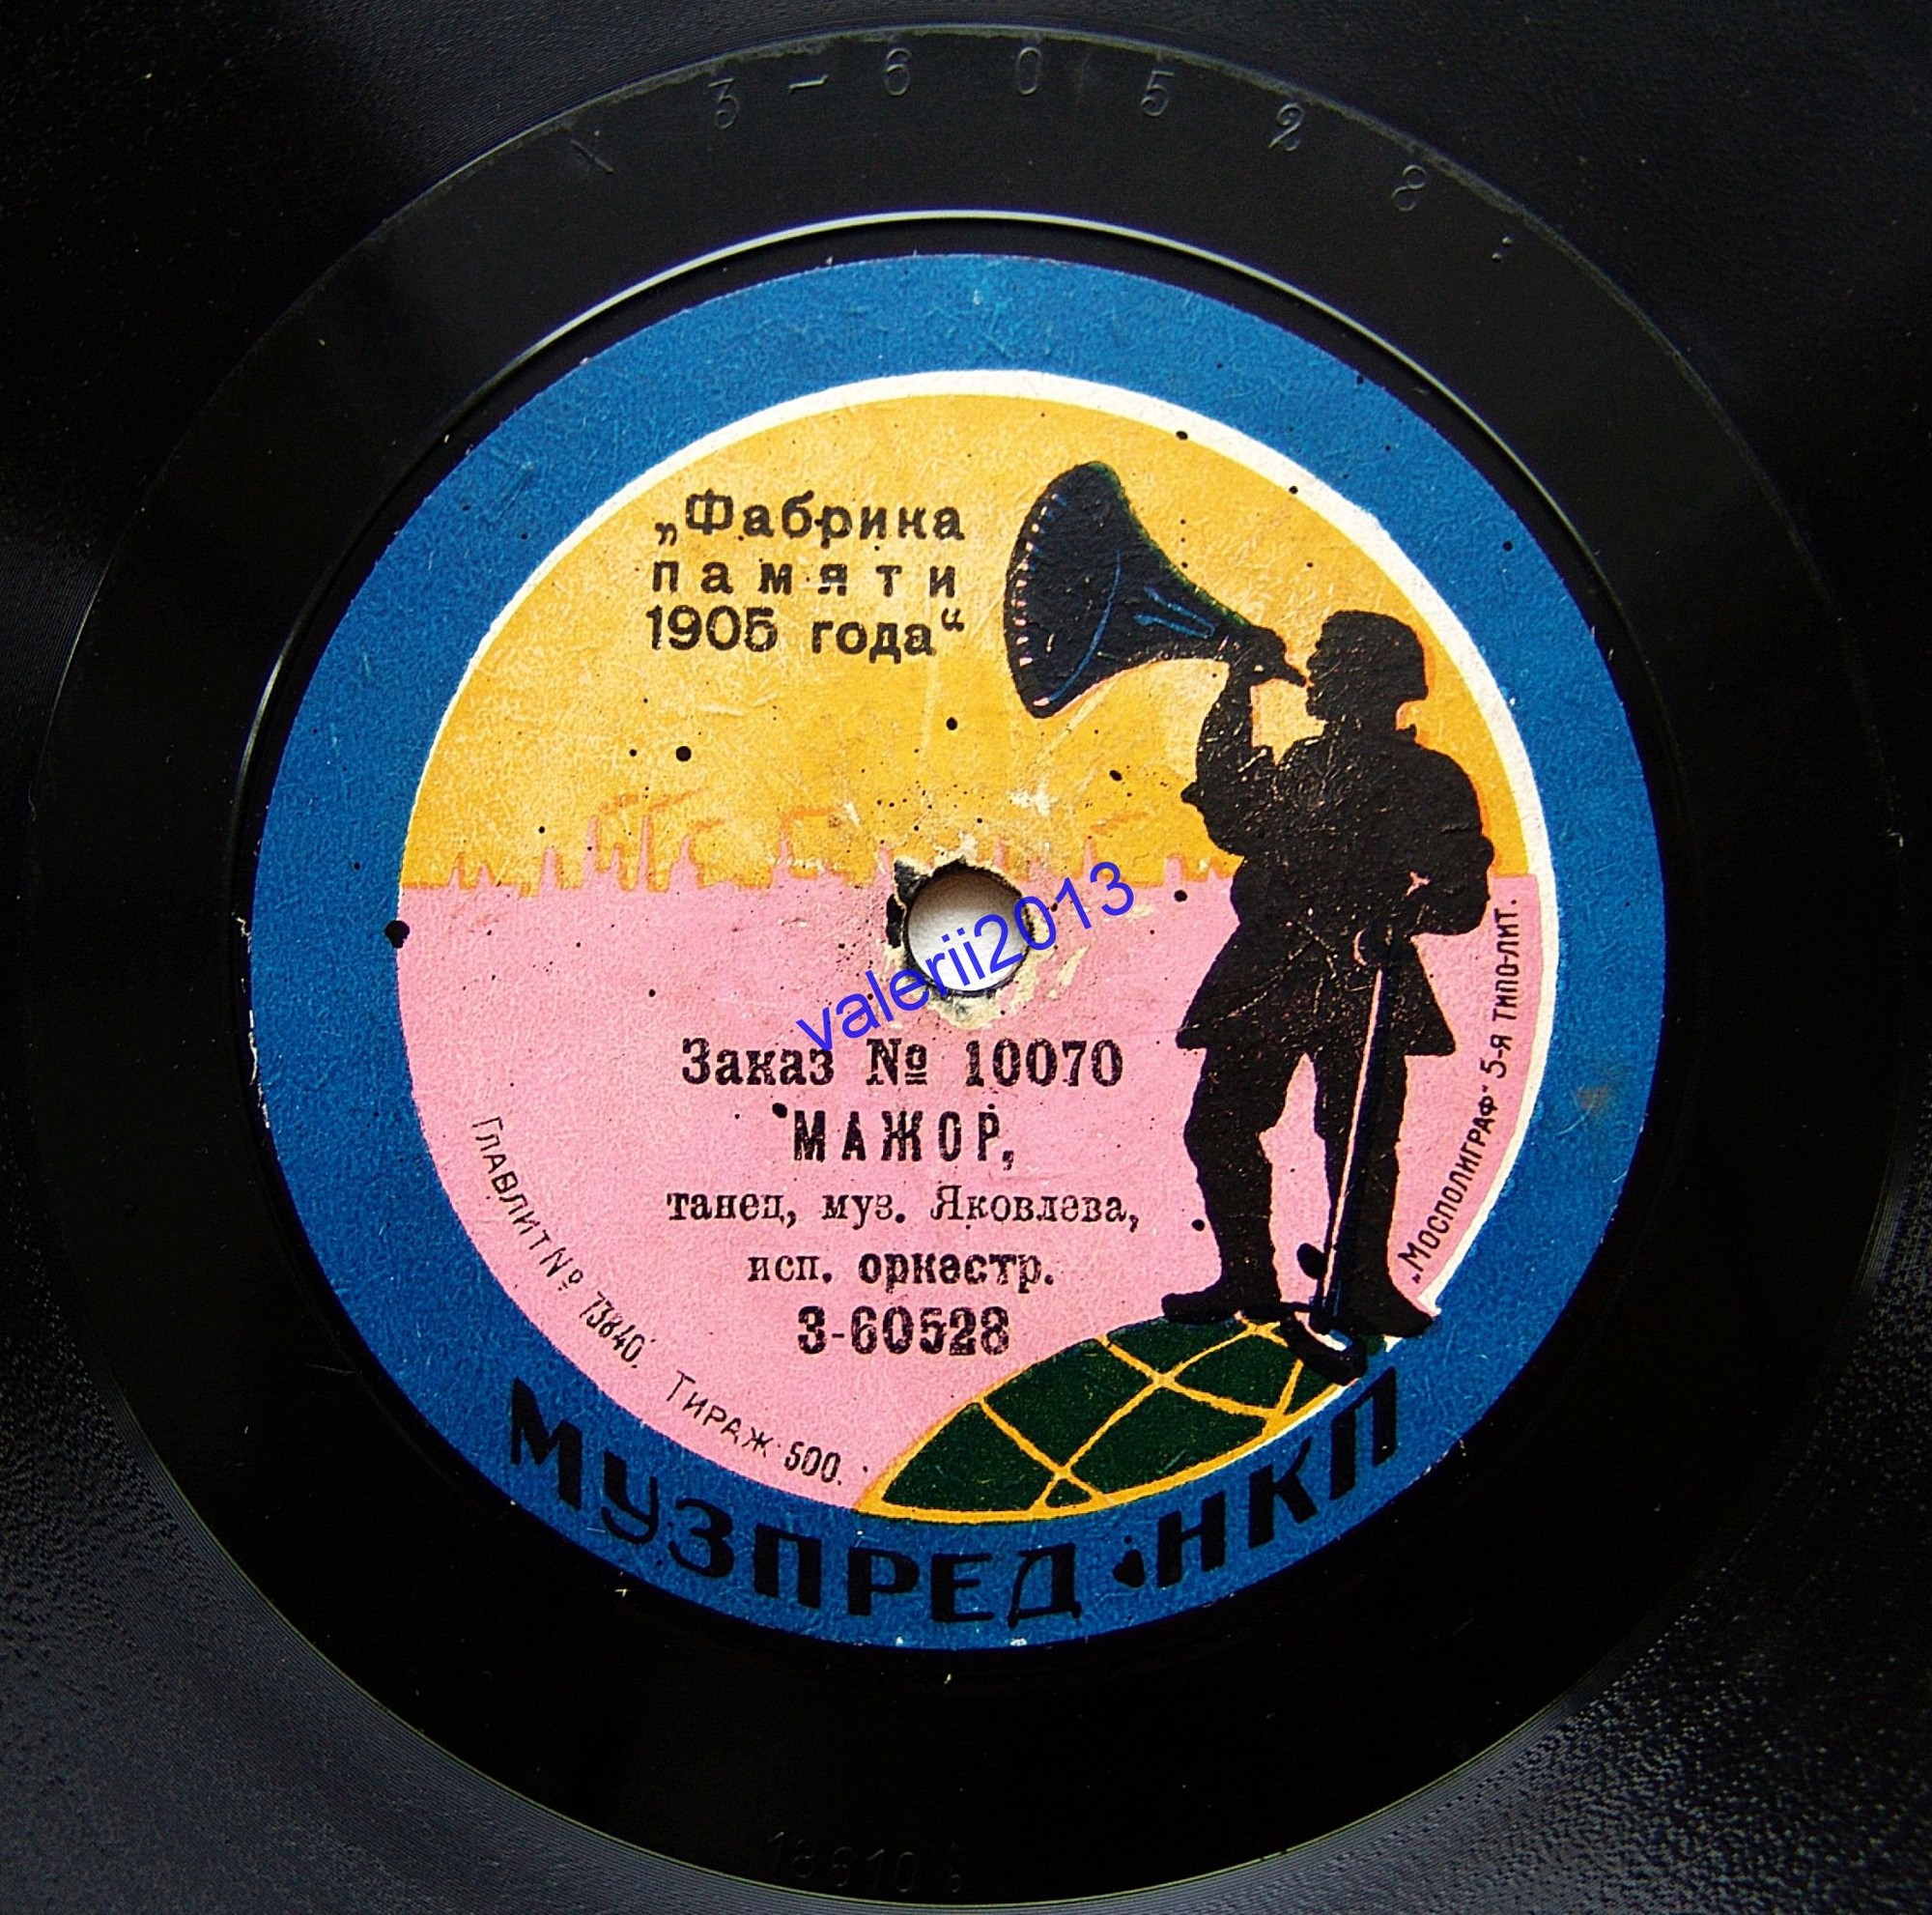 3-60528
„Фабрика
памяти
1905 года“
valerii2013
Заказ № 10070
МАЖОР,
танец, муз. Яковлева,
исп. оркестр.
3-60528
Главлит № 73840. Тираж 500.
„Мосполиграф“ 5-я типо-лит.
МУЗПРЕД·НКП